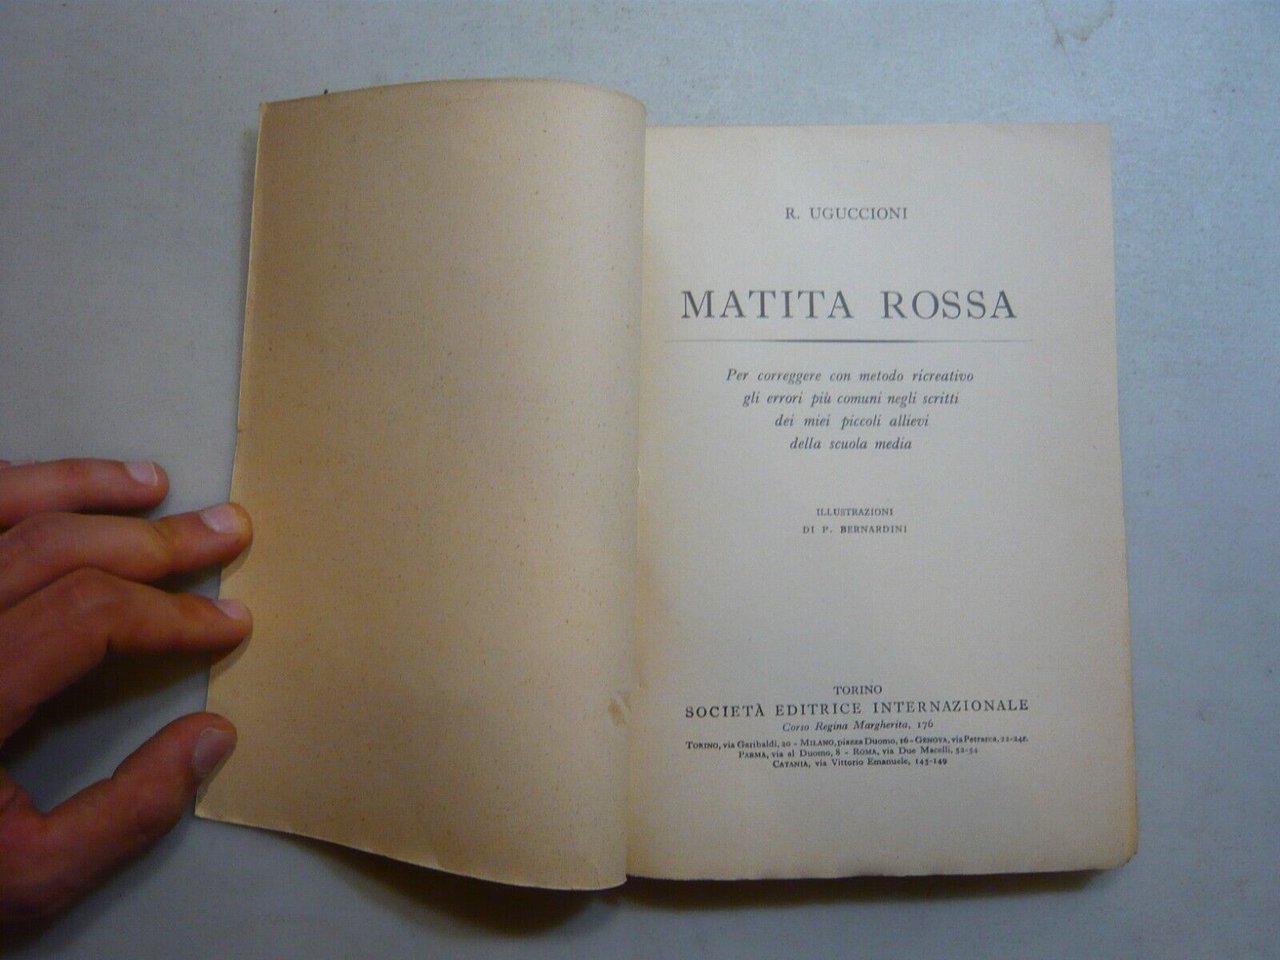 R. UGUCCIONI
MATITA ROSSA
Per correggere con metodo ricreativo
gli errori più comuni negli scritti
dei miei piccoli allievi
della scuola media
ILLUSTRAZIONI
DI P. BERNARDINI
TORINO
SOCIETÀ EDITRICE INTERNAZIONALE
Corso Regina Margherita, 176
TORINO, via Garibaldi, 20 - MILANO, piazza Duomo, 16 - GENOVA, via Petrarca, 22-24r.
PARMA, via al Duomo, 8 - ROMA, via Due Macelli, 52-54
CATANIA, via Vittorio Emanuele, 145-149